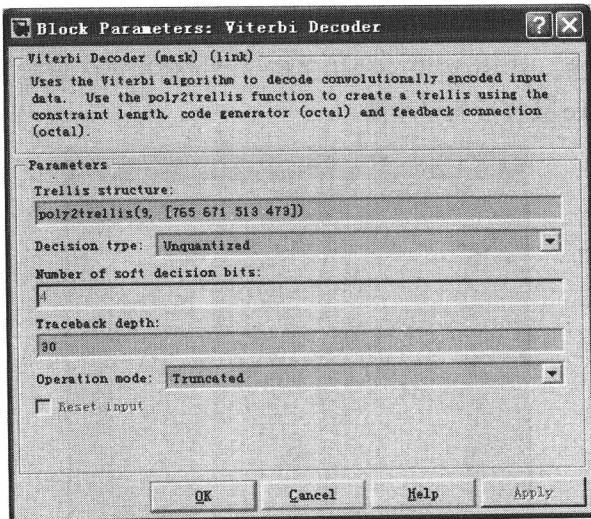 Block Parameters: Viterbi Decoder
Viterbi Decoder (mask) (link)
Uses the Viterbi algorithm to decode convolutionally encoded input
data. Use the poly2trellis function to create a trellis using the
constraint length, code generator (octal) and feedback connection
(octal).
Parameters
Trellis structure:
poly2trellis(9, [765 671 513 473])
Decision type: Unquantized
Number of soft decision bits:
4
Traceback depth:
30
Operation mode: Truncated
Reset input
OK Cancel Help Apply